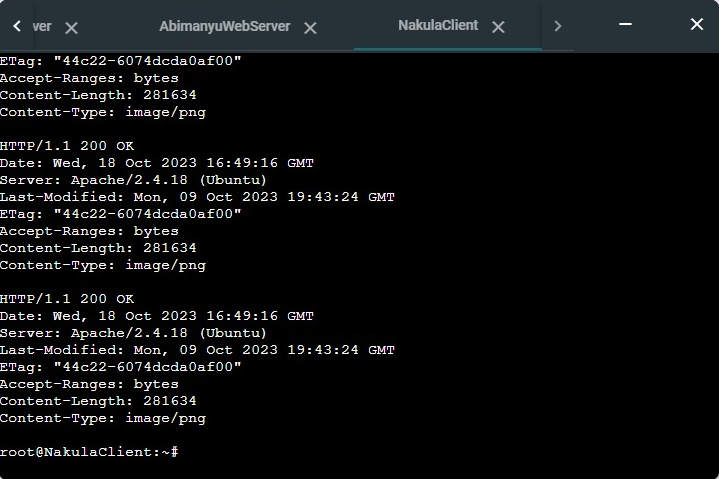 ver AbimanyuWebServer NakulaClient
ETag: "44c22-6074dcda0af00"
Accept-Ranges: bytes
Content-Length: 281634
Content-Type: image/png
HTTP/1.1 200 OK
Date: Wed, 18 Oct 2023 16:49:16 GMT
Server: Apache/2.4.18 (Ubuntu)
Last-Modified: Mon, 09 Oct 2023 19:43:24 GMT
ETag: "44c22-6074dcda0af00"
Accept-Ranges: bytes
Content-Length: 281634
Content-Type: image/png
HTTP/1.1 200 OK
Date: Wed, 18 Oct 2023 16:49:16 GMT
Server: Apache/2.4.18 (Ubuntu)
Last-Modified: Mon, 09 Oct 2023 19:43:24 GMT
ETag: "44c22-6074dcda0af00"
Accept-Ranges: bytes
Content-Length: 281634
Content-Type: image/png
root@NakulaClient:~#